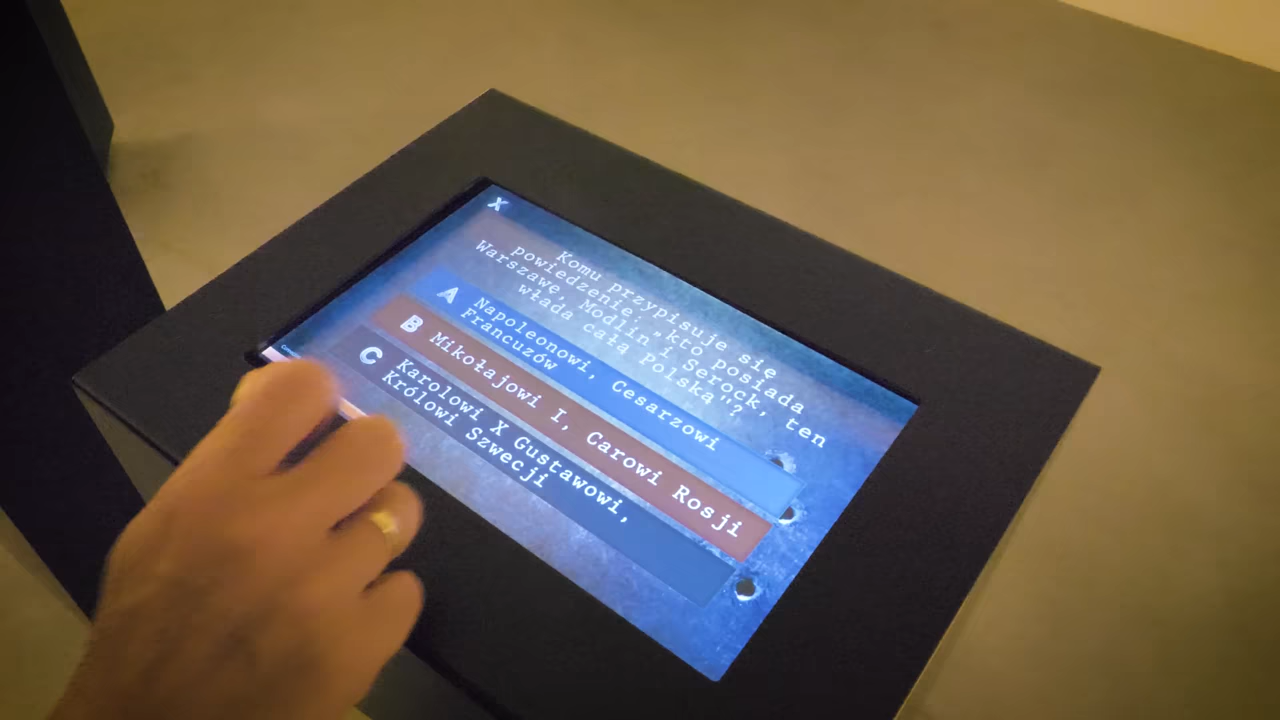 X
Komu przypisuje się
powiedzenie: „kto posiada
Warszawę, Modlin i Serock, ten
włada całą Polską"?
A
Napoleonowi, Cesarzowi
Francuzów
B
Mikołajowi I, Carowi Rosji
C
Karolowi X Gustawowi,
Królowi Szwecji